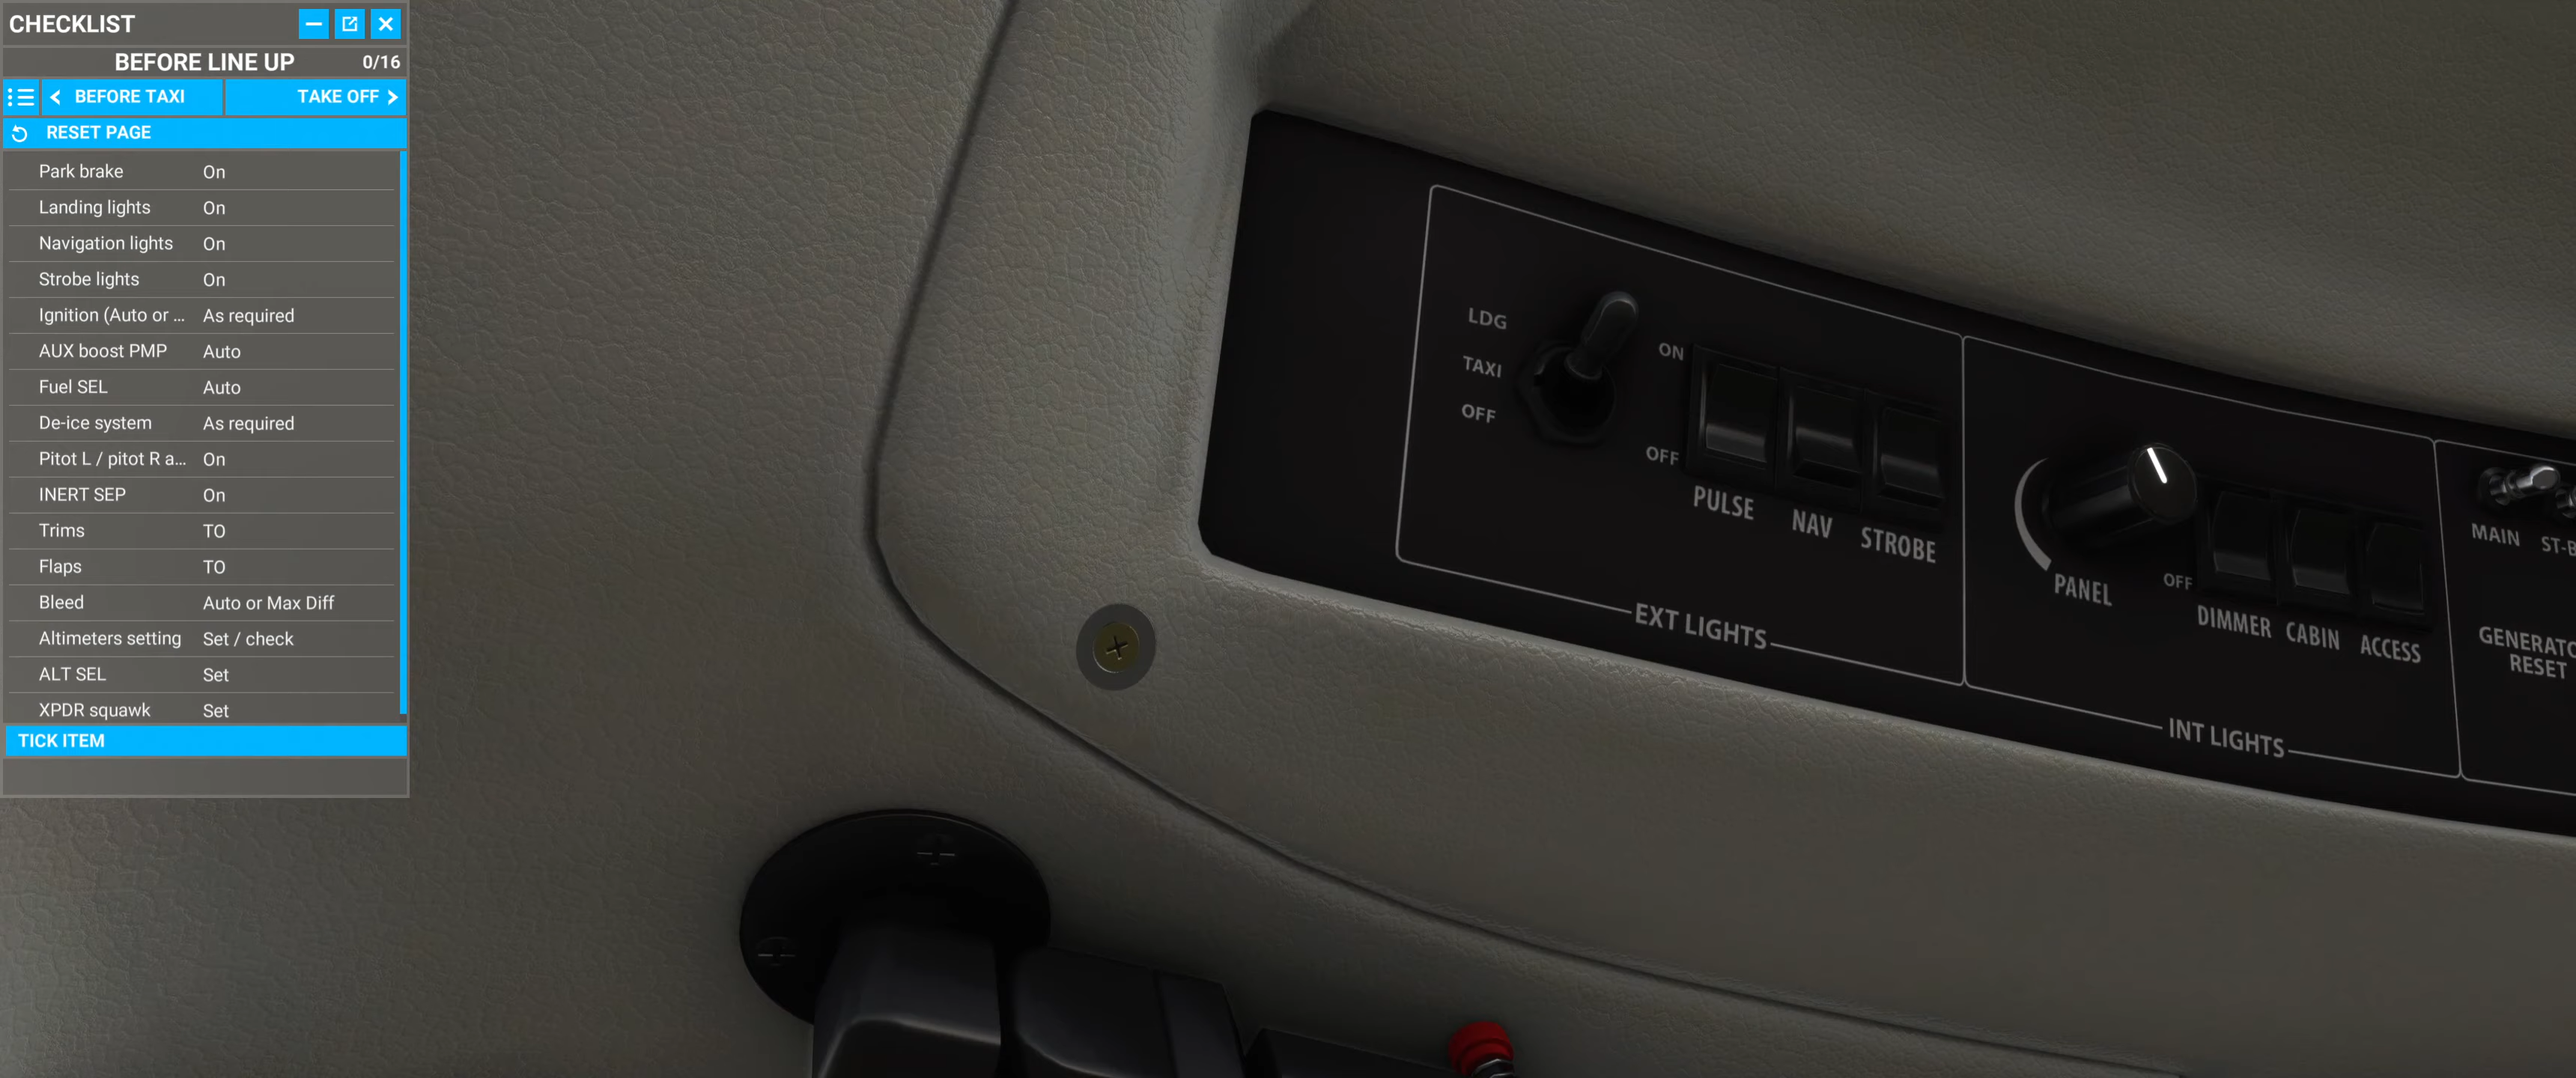 CHECKLIST
BEFORE LINE UP 0/16
BEFORE TAXI TAKE OFF
RESET PAGE
Park brake On
Landing lights On
Navigation lights On
Strobe lights On
Ignition (Auto or ... As required
AUX boost PMP Auto
Fuel SEL Auto
De-ice system As required
Pitot L / pitot R a... On
INERT SEP On
Trims TO
Flaps TO
Bleed Auto or Max Diff
Altimeters setting Set / check
ALT SEL Set
XPDR squawk Set
TICK ITEM
LDG
TAXI
OFF
ON
OFF
PULSE NAV STROBE
EXT LIGHTS
PANEL
OFF
DIMMER CABIN ACCESS
INT LIGHTS
MAIN ST-B
GENERATO
RESET